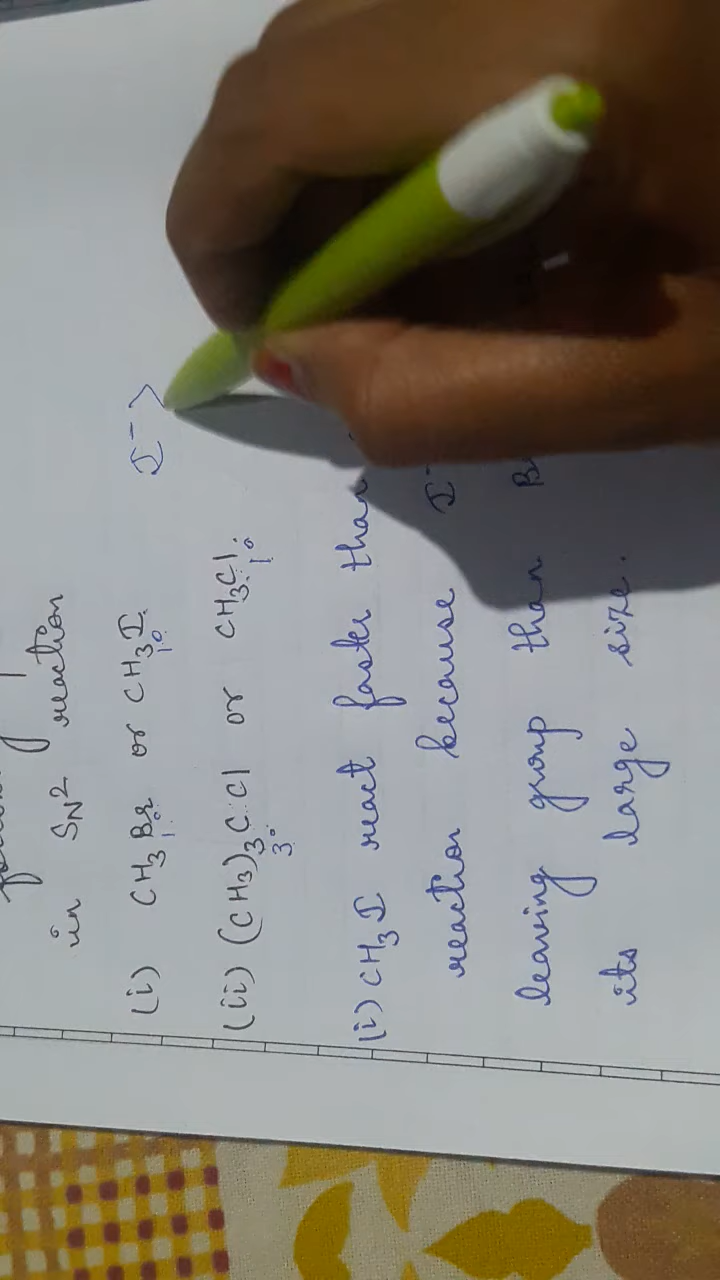 in SN2 reaction
(i) CH3Br or CH3I I⁻ >
1° 1°
(ii) (CH3)3C.Cl or CH3Cl.
3° 1°
(i) CH3I react faster than
reaction because I⁻
leaving group than
its large size.